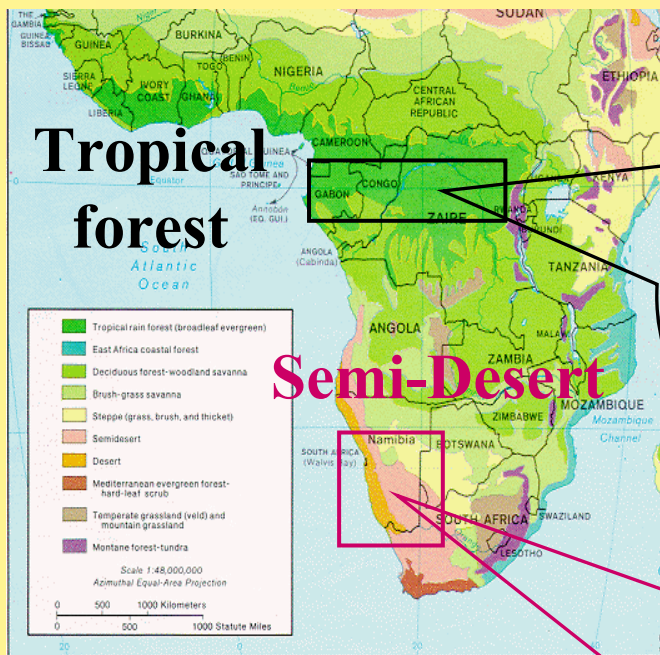 THE
GAMBIA
GUINEA
BISSAU
GUINEA
SIERRA
LEONE
LIBERIA
IVORY
COAST
BURKINA
GHANA
TOGO
BENIN
NIGERIA
SUDAN
ETHIOPIA
CENTRAL
AFRICAN
REPUBLIC
CAMEROON
Tropical
forest
SAO TOME AND
PRINCIPE
Equator
Annobón
(EQ. GUI.)
GABON
CONGO
ZAIRE
RWANDA
BURUNDI
KENYA
TANZANIA
South
Atlantic
Ocean
ANGOLA
(Cabinda)
ANGOLA
MALAWI
ZAMBIA
Semi-Desert
MOZAMBIQUE
Mozambique
Channel
ZIMBABWE
Namibia
BOTSWANA
SOUTH AFRICA
(Walvis Bay)
SOUTH AFRICA
SWAZILAND
LESOTHO
Tropical rain forest (broadleaf evergreen)
East Africa coastal forest
Deciduous forest-woodland savanna
Brush-grass savanna
Steppe (grass, brush, and thicket)
Semidesert
Desert
Mediterranean evergreen forest-
hard-leaf scrub
Temperate grassland (veld) and
mountain grassland
Montane forest-tundra
Scale 1:48,000,000
Azimuthal Equal-Area Projection
0 500 1000 Kilometers
0 500 1000 Statute Miles
0
20
0
20
40